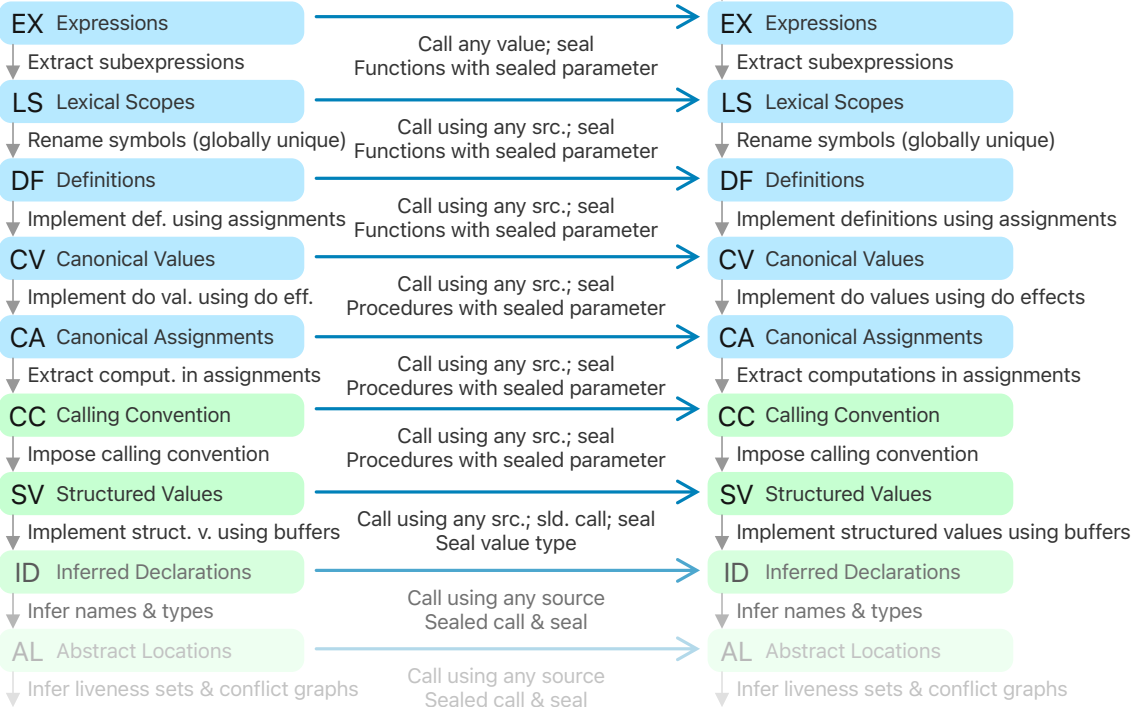 EX Expressions
Extract subexpressions
LS Lexical Scopes
Rename symbols (globally unique)
DF Definitions
Implement def. using assignments
CV Canonical Values
Implement do val. using do eff.
CA Canonical Assignments
Extract comput. in assignments
CC Calling Convention
Impose calling convention
SV Structured Values
Implement struct. v. using buffers
ID Inferred Declarations
Infer names & types
AL Abstract Locations
Infer liveness sets & conflict graphs
Call any value; seal
Functions with sealed parameter
Call using any src.; seal
Functions with sealed parameter
Call using any src.; seal
Functions with sealed parameter
Call using any src.; seal
Procedures with sealed parameter
Call using any src.; seal
Procedures with sealed parameter
Call using any src.; seal
Procedures with sealed parameter
Call using any src.; sld. call; seal
Seal value type
Call using any source
Sealed call & seal
Call using any source
Sealed call & seal
EX Expressions
Extract subexpressions
LS Lexical Scopes
Rename symbols (globally unique)
DF Definitions
Implement definitions using assignments
CV Canonical Values
Implement do values using do effects
CA Canonical Assignments
Extract computations in assignments
CC Calling Convention
Impose calling convention
SV Structured Values
Implement structured values using buffers
ID Inferred Declarations
Infer names & types
AL Abstract Locations
Infer liveness sets & conflict graphs